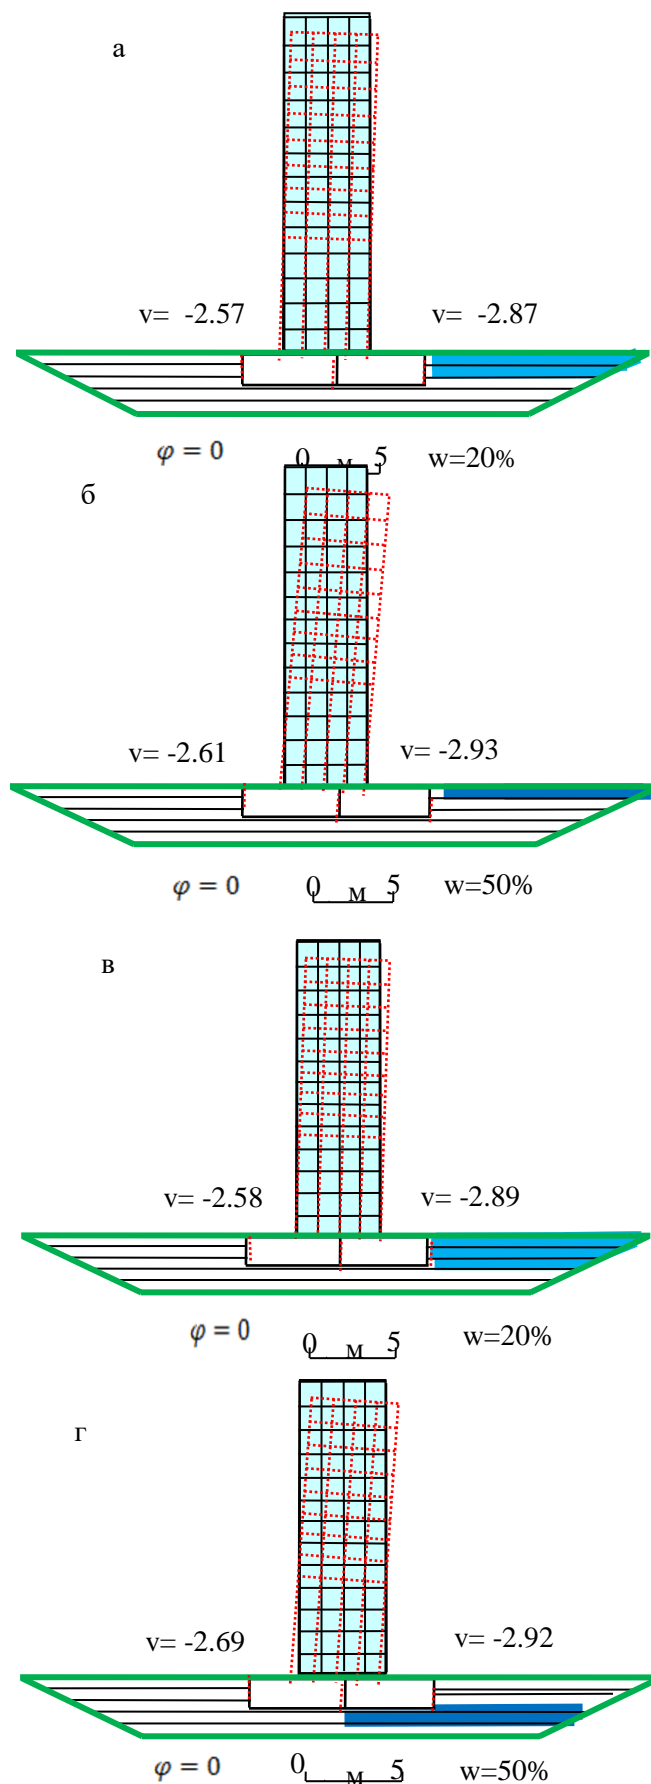 а
v= -2.57 v= -2.87
φ = 0 0 м 5 w=20%
б
v= -2.61 v= -2.93
φ = 0 0 м 5 w=50%
в
v= -2.58 v= -2.89
φ = 0 0 м 5 w=20%
г
v= -2.69 v= -2.92
φ = 0 0 5 w=50%